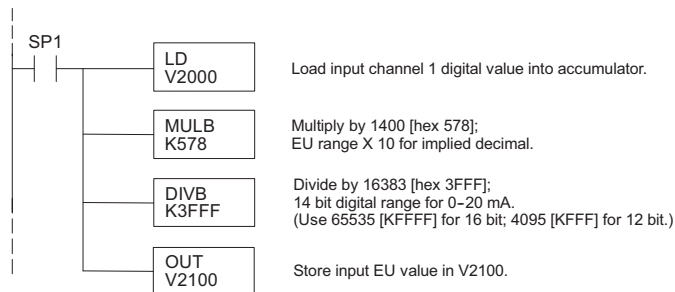 SP1
LD
V2000
Load input channel 1 digital value into accumulator.
MULB
K578
Multiply by 1400 [hex 578];
EU range X 10 for implied decimal.
DIVB
K3FFF
Divide by 16383 [hex 3FFF];
14 bit digital range for 0-20 mA.
(Use 65535 [KFFFF] for 16 bit; 4095 [KFFF] for 12 bit.)
OUT
V2100
Store input EU value in V2100.